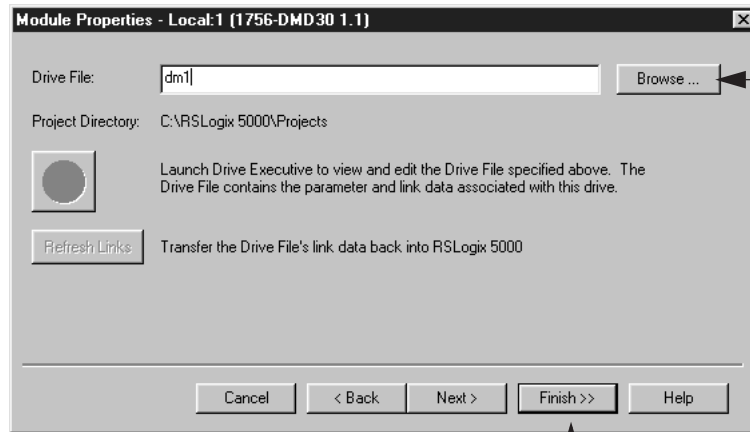 Module Properties - Local:1 (1756-DMD30 1.1)
Drive File: dm1 Browse ...
Project Directory: C:\RSLogix 5000\Projects
Launch Drive Executive to view and edit the Drive File specified above. The
Drive File contains the parameter and link data associated with this drive.
Refresh Links Transfer the Drive File's link data back into RSLogix 5000
Cancel < Back Next > Finish >> Help